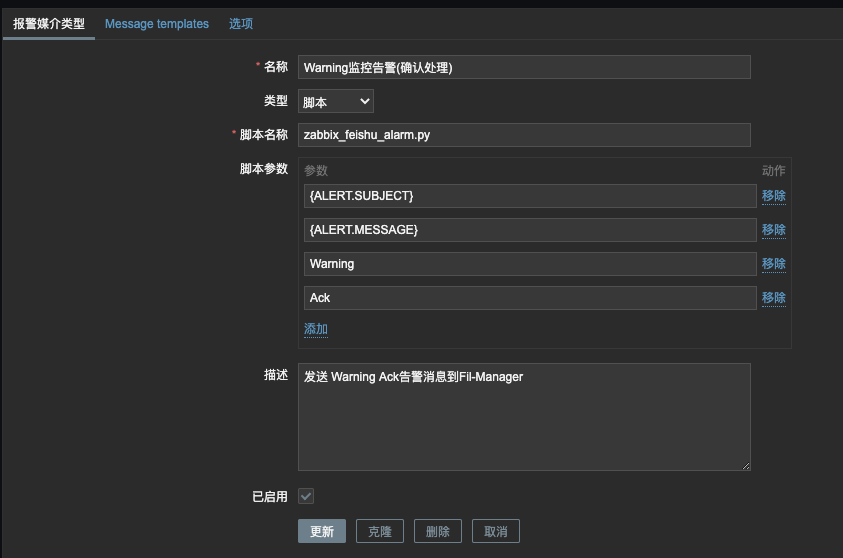 报警媒介类型 Message templates 选项
* 名称 Warning监控告警(确认处理)
类型 脚本
* 脚本名称 zabbix_feishu_alarm.py
脚本参数 参数 动作
{ALERT.SUBJECT} 移除
{ALERT.MESSAGE} 移除
Warning 移除
Ack 移除
添加
描述 发送 Warning Ack告警消息到Fil-Manager
已启用
更新 克隆 删除 取消